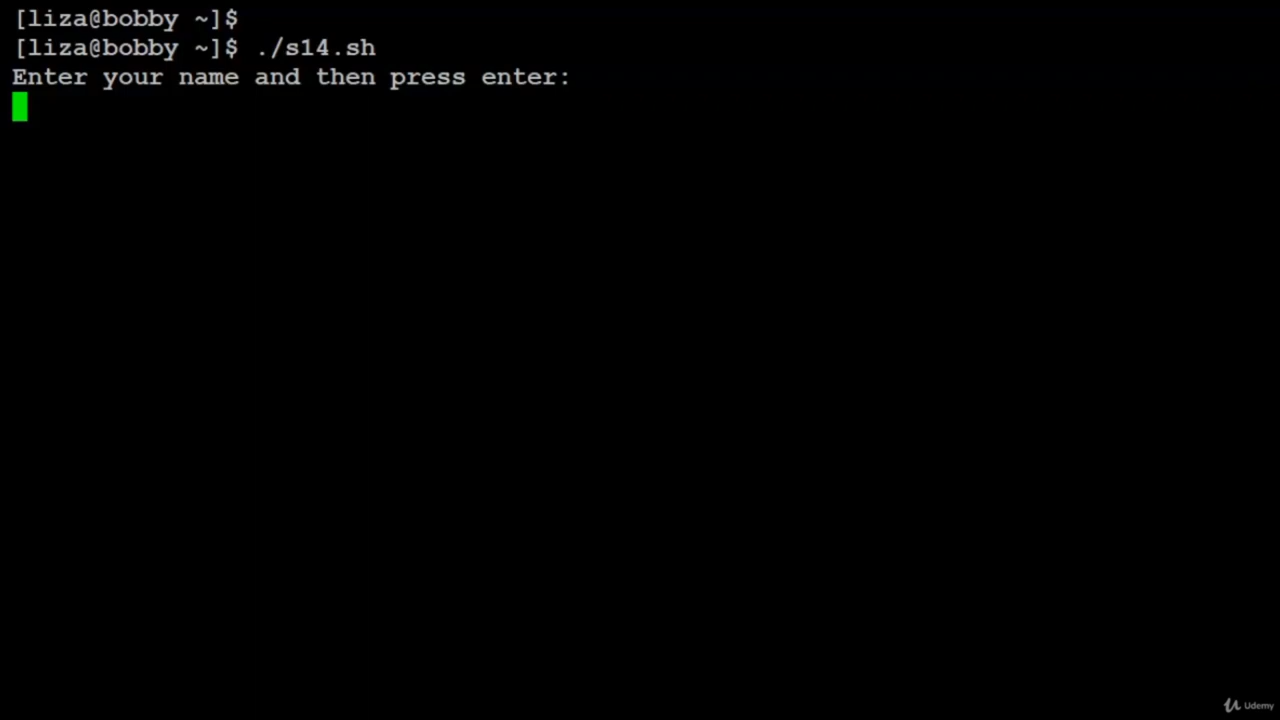 [liza@bobby ~]$
[liza@bobby ~]$ ./s14.sh
Enter your name and then press enter:
Udemy